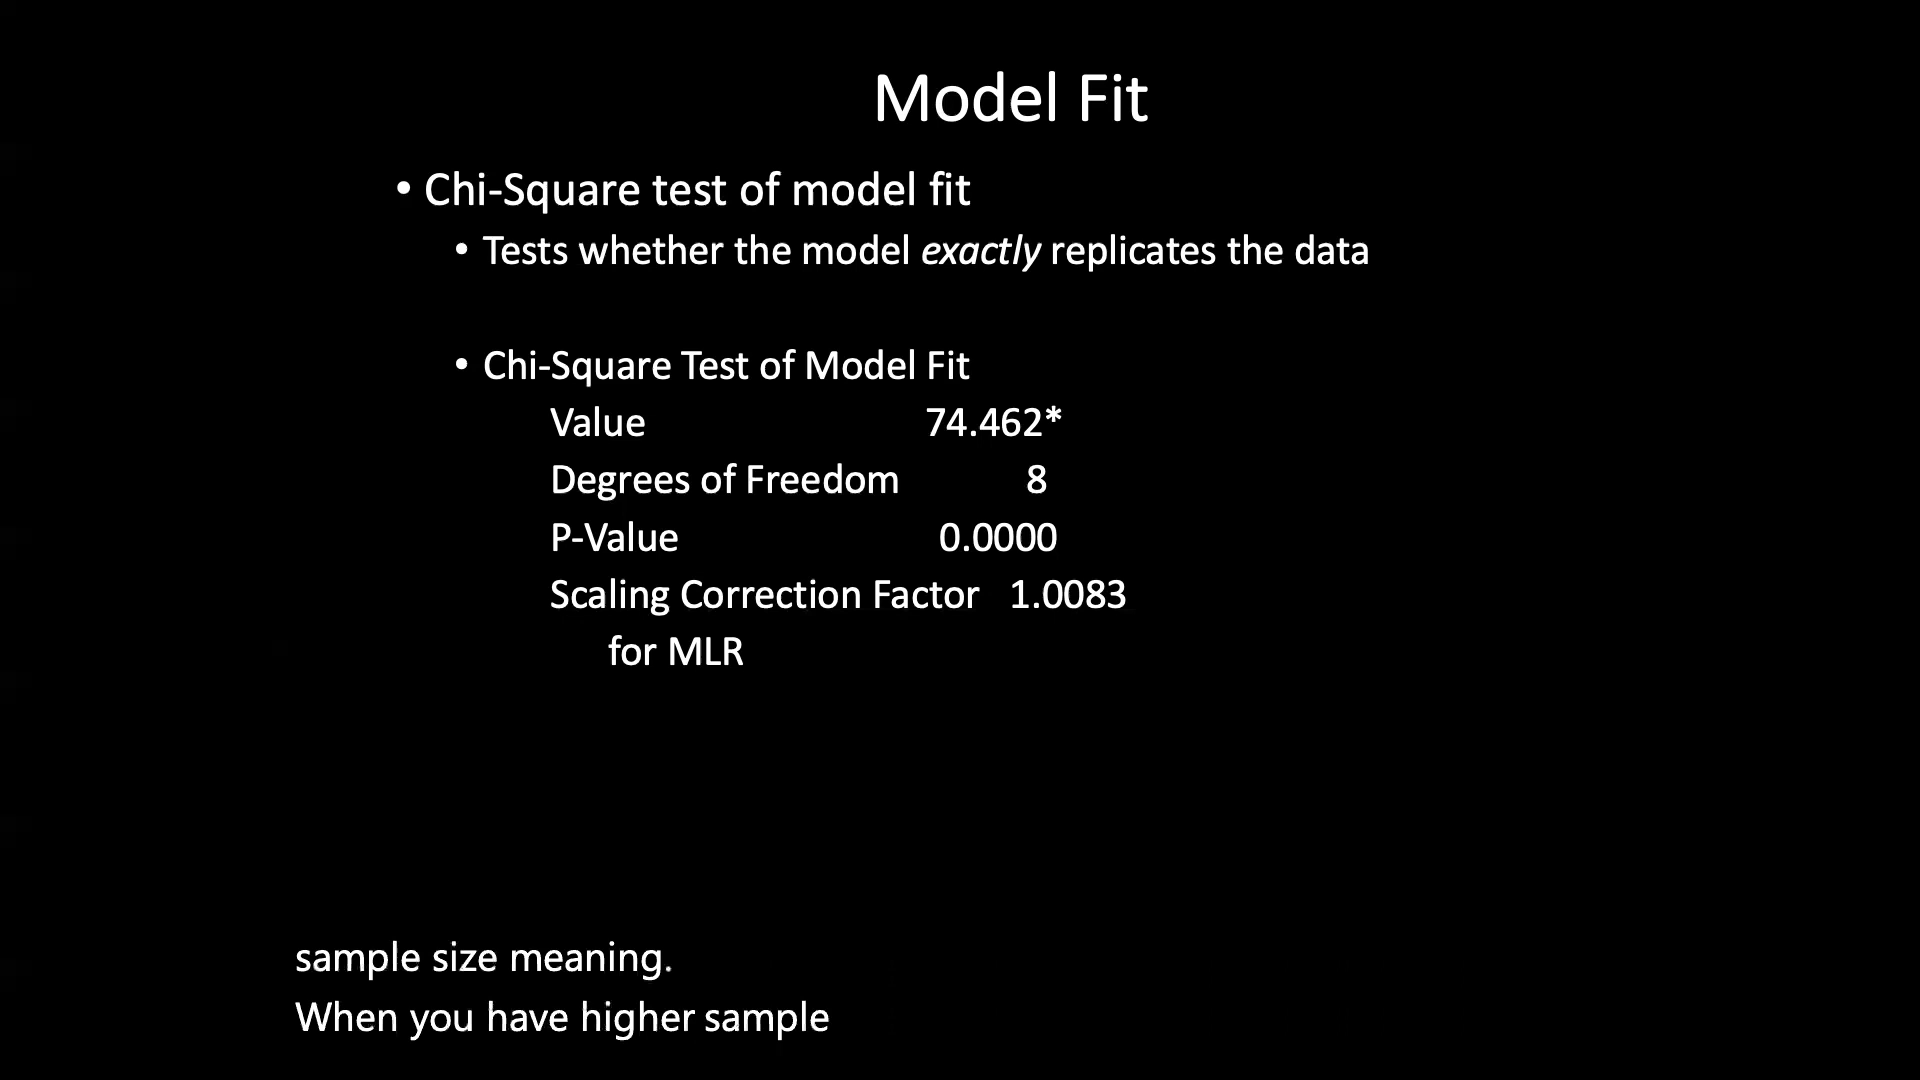 Model Fit
• Chi-Square test of model fit
• Tests whether the model exactly replicates the data
• Chi-Square Test of Model Fit
Value 74.462*
Degrees of Freedom 8
P-Value 0.0000
Scaling Correction Factor 1.0083
for MLR
sample size meaning.
When you have higher sample